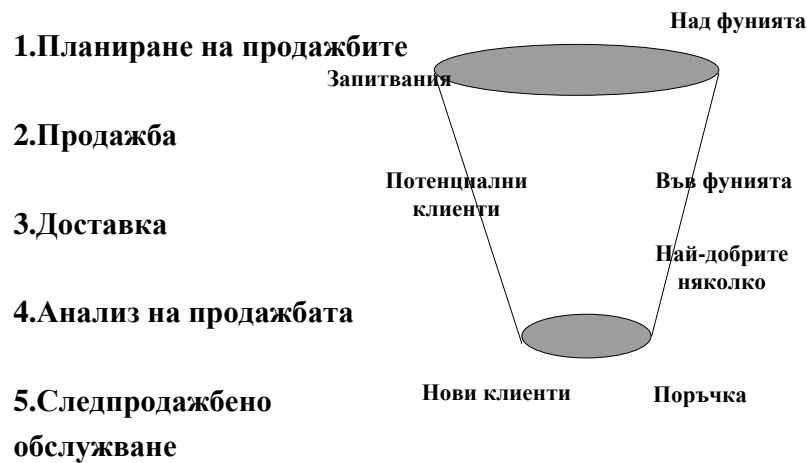 1.Планиране на продажбите
2.Продажба
3.Доставка
4.Анализ на продажбата
5.Следпродажбено
обслужване
Над фунията
Запитвания
Потенциални
клиенти
Във фунията
Най-добрите
няколко
Нови клиенти
Поръчка